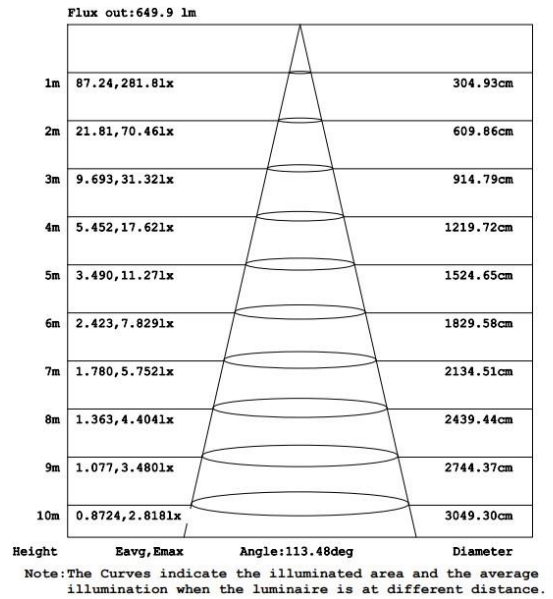 Flux out:649.9 lm
1m 87.24,281.8lx 304.93cm
2m 21.81,70.46lx 609.86cm
3m 9.693,31.32lx 914.79cm
4m 5.452,17.62lx 1219.72cm
5m 3.490,11.27lx 1524.65cm
6m 2.423,7.829lx 1829.58cm
7m 1.780,5.752lx 2134.51cm
8m 1.363,4.404lx 2439.44cm
9m 1.077,3.480lx 2744.37cm
10m 0.8724,2.818lx 3049.30cm
Height Eavg,Emax Angle:113.48deg Diameter
Note:The Curves indicate the illuminated area and the average
illumination when the luminaire is at different distance.